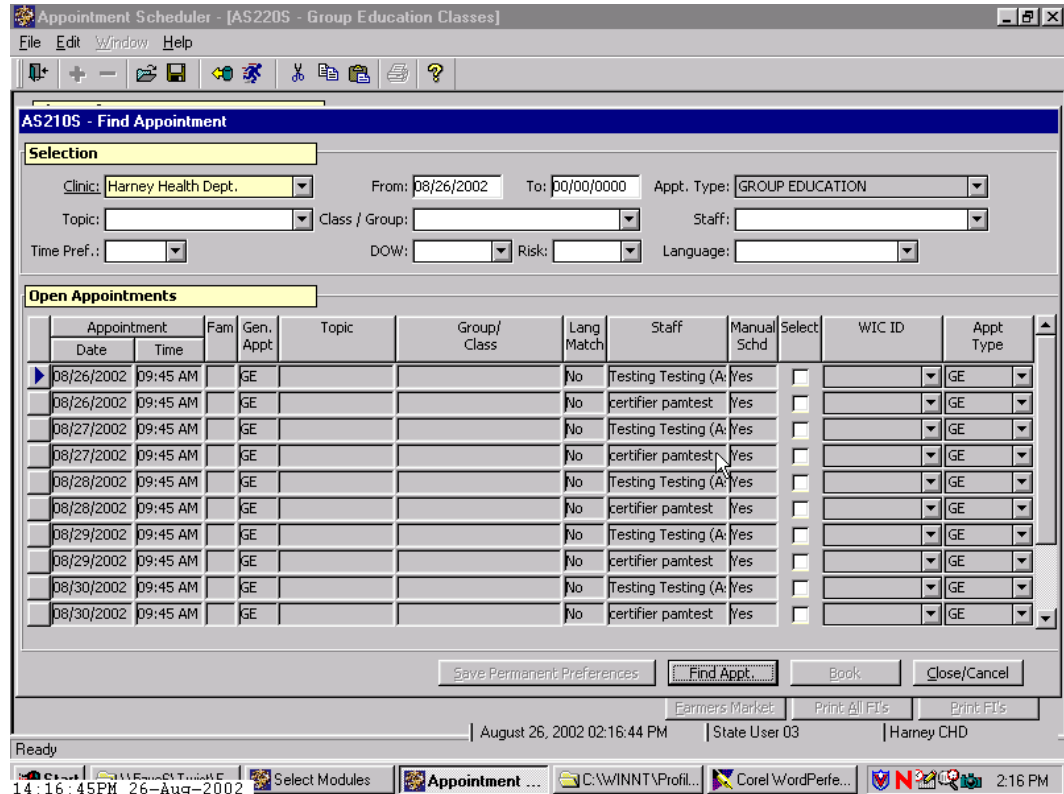 Appointment Scheduler - [AS220S - Group Education Classes]
File Edit Window Help
AS210S - Find Appointment
Selection
Clinic: Harney Health Dept. From: 08/26/2002 To: 00/00/0000 Appt. Type: GROUP EDUCATION
Topic: Class / Group: Staff:
Time Pref.: DOW: Risk: Language:
Open Appointments
Appointment Fam Gen. Appt Topic Group/ Class Lang Match Staff Manual Schd Select WIC ID Appt Type
Date Time
08/26/2002 09:45 AM GE No Testing Testing (A Yes GE
08/26/2002 09:45 AM GE No certifier pamtest Yes GE
08/27/2002 09:45 AM GE No Testing Testing (A Yes GE
08/27/2002 09:45 AM GE No certifier pamtest Yes GE
08/28/2002 09:45 AM GE No Testing Testing (A Yes GE
08/28/2002 09:45 AM GE No certifier pamtest Yes GE
08/29/2002 09:45 AM GE No Testing Testing (A Yes GE
08/29/2002 09:45 AM GE No certifier pamtest Yes GE
08/30/2002 09:45 AM GE No Testing Testing (A Yes GE
08/30/2002 09:45 AM GE No certifier pamtest Yes GE
Save Permanent Preferences Find Appt. Book Close/Cancel
Farmers Market Print All FI's Print FI's
August 26, 2002 02:16:44 PM State User 03 Harney CHD
Ready
Start Select Modules Appointment ... C:\WINNT\Profil... Corel WordPerfe... 2:16 PM
14:16:45PM 26-Aug-2002